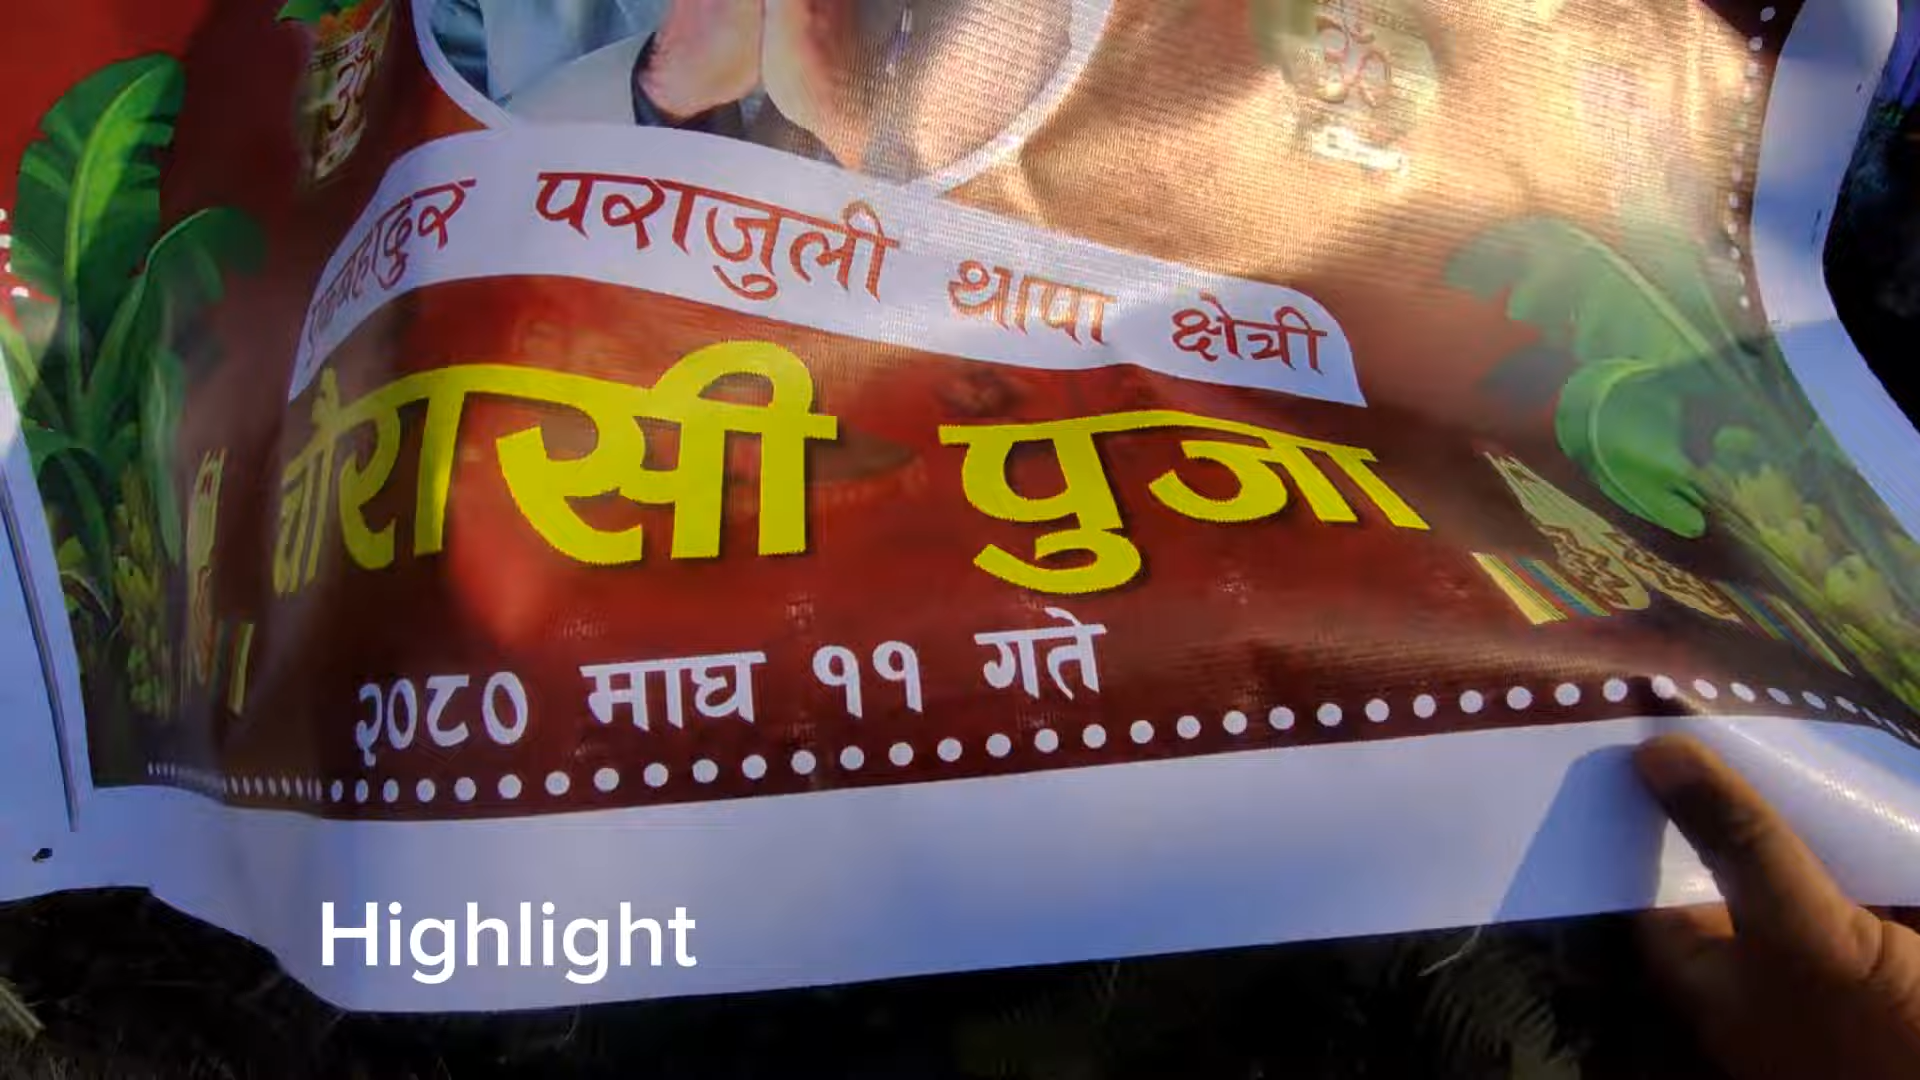 पराजुली थापा क्षेत्री
चौरासी पुजा
२०८० माघ ११ गते
Highlight